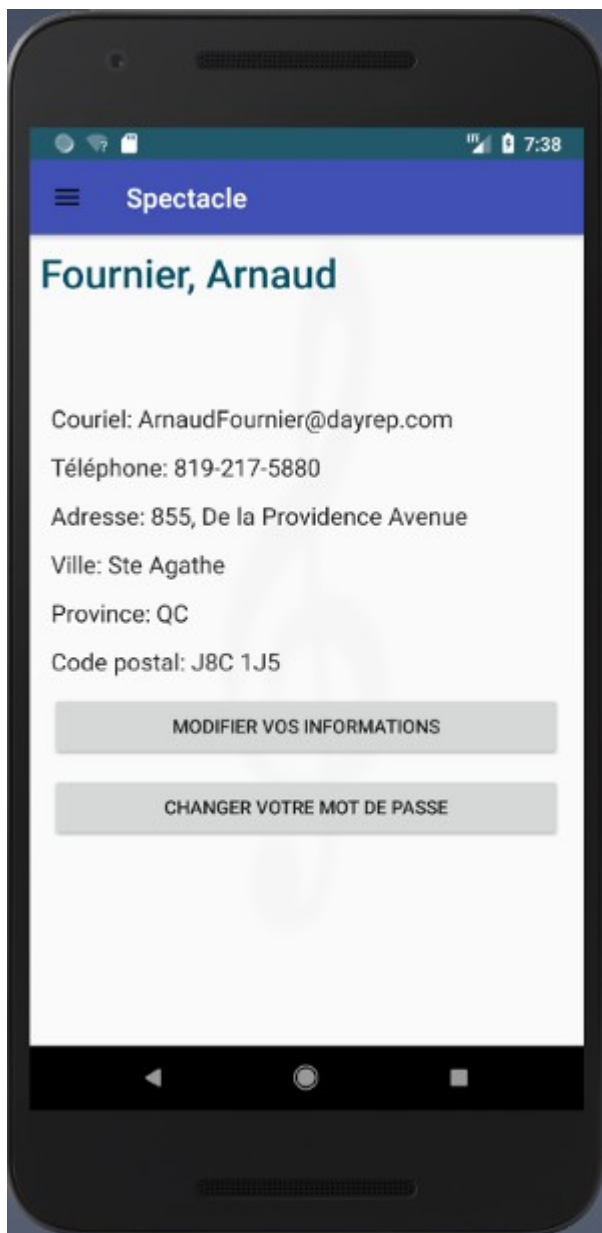 7:38
Spectacle
Fournier, Arnaud
Couriel: ArnaudFournier@dayrep.com
Téléphone: 819-217-5880
Adresse: 855, De la Providence Avenue
Ville: Ste Agathe
Province: QC
Code postal: J8C 1J5
MODIFIER VOS INFORMATIONS
CHANGER VOTRE MOT DE PASSE